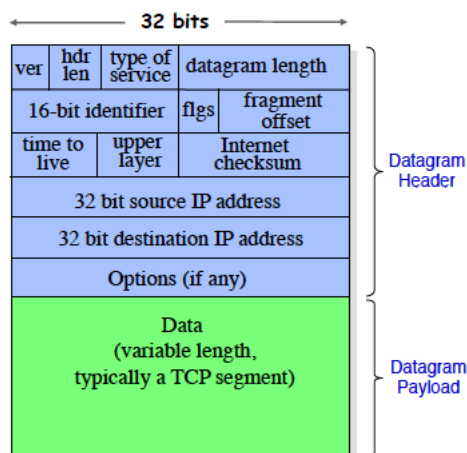 32 bits
ver
hdr
len
type of
service
datagram length
16-bit identifier
flgs
fragment
offset
time to
live
upper
layer
Internet
checksum
32 bit source IP address
32 bit destination IP address
Options (if any)
Datagram
Header
Data
(variable length,
typically a TCP segment)
Datagram
Payload